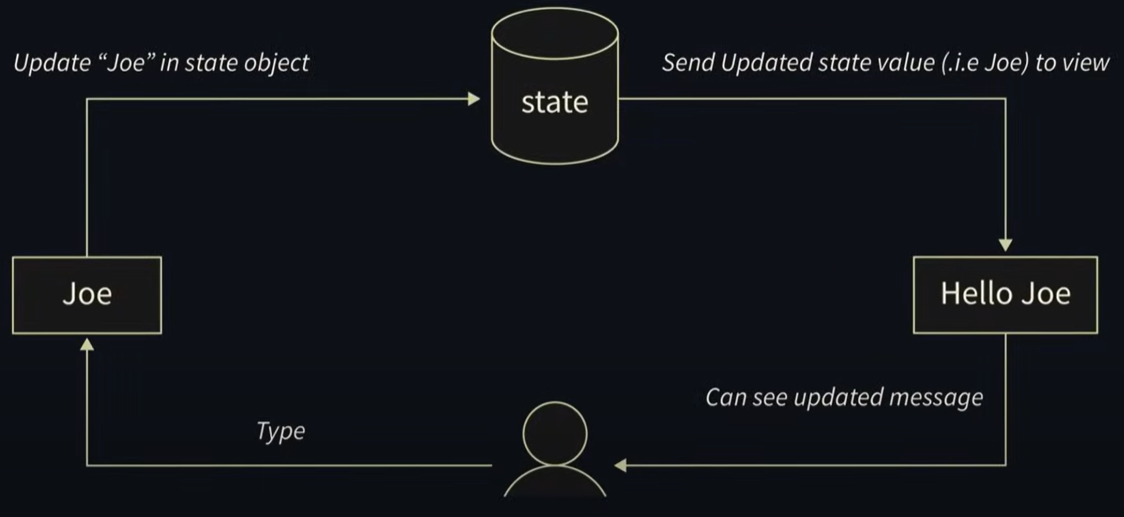 Update “Joe” in state object
state
Send Updated state value (.i.e Joe) to view
Joe
Hello Joe
Type
Can see updated message